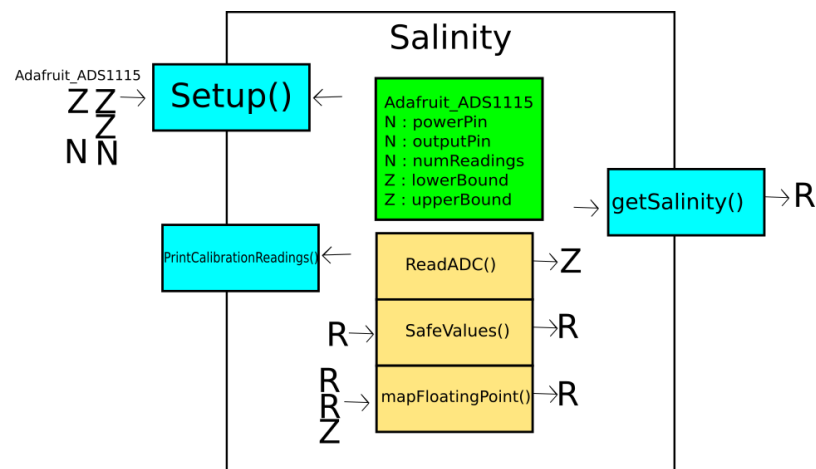 Salinity
Adafruit_ADS1115
Z Z
Z
N N
Setup()
Adafruit_ADS1115
N : powerPin
N : outputPin
N : numReadings
Z : lowerBound
Z : upperBound
getSalinity()
R
PrintCalibrationReadings()
ReadADC()
Z
R
SafeValues()
R
R
R
Z
mapFloatingPoint()
R